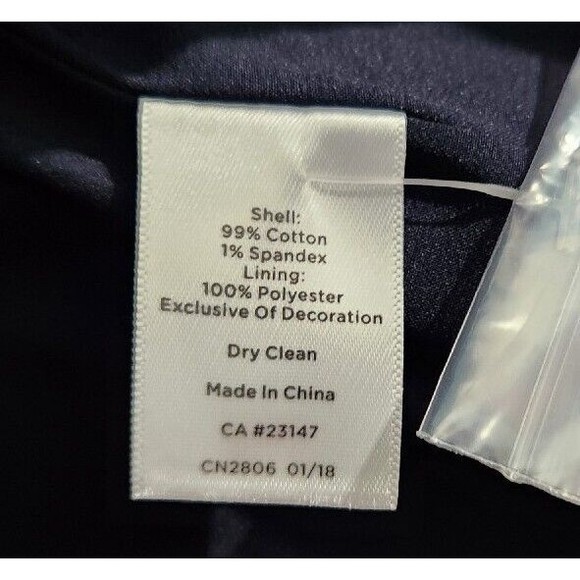 Shell:
99% Cotton
1% Spandex
Lining:
100% Polyester
Exclusive Of Decoration
Dry Clean
Made In China
CA #23147
CN2806 01/18